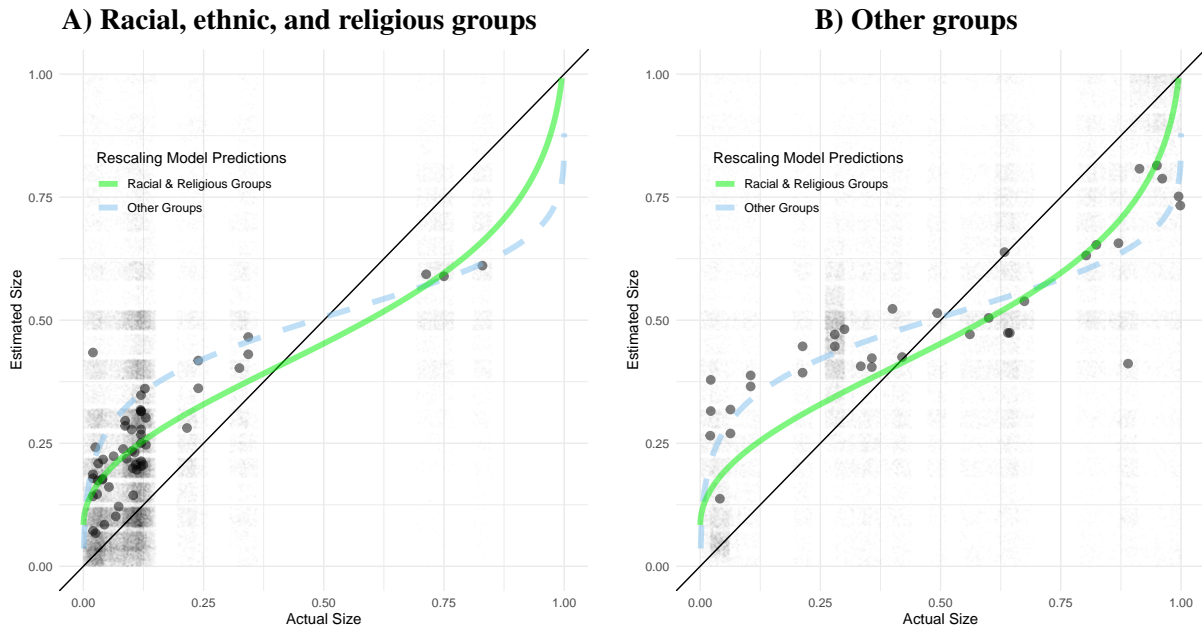 A) Racial, ethnic, and religious groups
1.00
0.75
0.50
0.25
0.00
Estimated Size
Rescaling Model Predictions
Racial & Religious Groups
Other Groups
0.00 0.25 0.50 0.75 1.00
Actual Size
B) Other groups
1.00
0.75
0.50
0.25
0.00
Estimated Size
Rescaling Model Predictions
Racial & Religious Groups
Other Groups
0.00 0.25 0.50 0.75 1.00
Actual Size